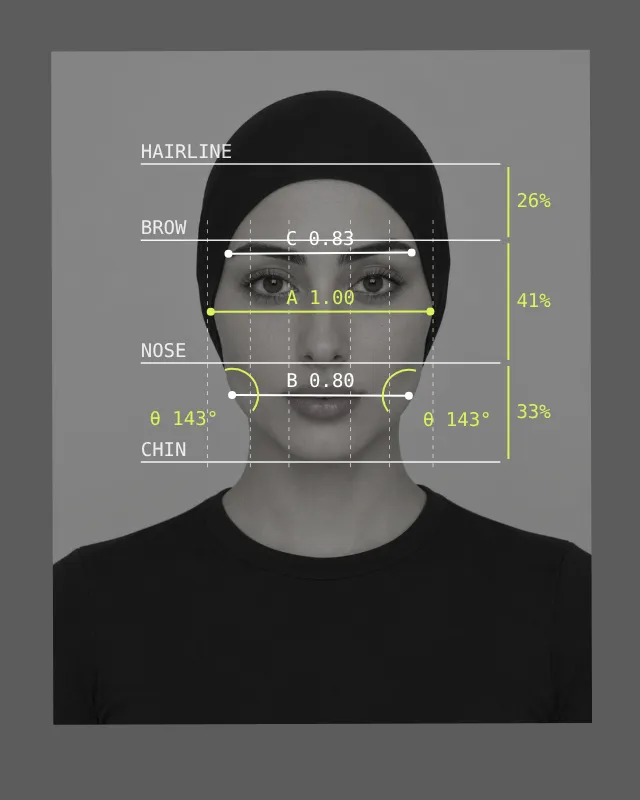 HAIRLINE
26%
BROW
C 0.83
A 1.00
41%
NOSE
B 0.80
θ 143°
θ 143°
33%
CHIN